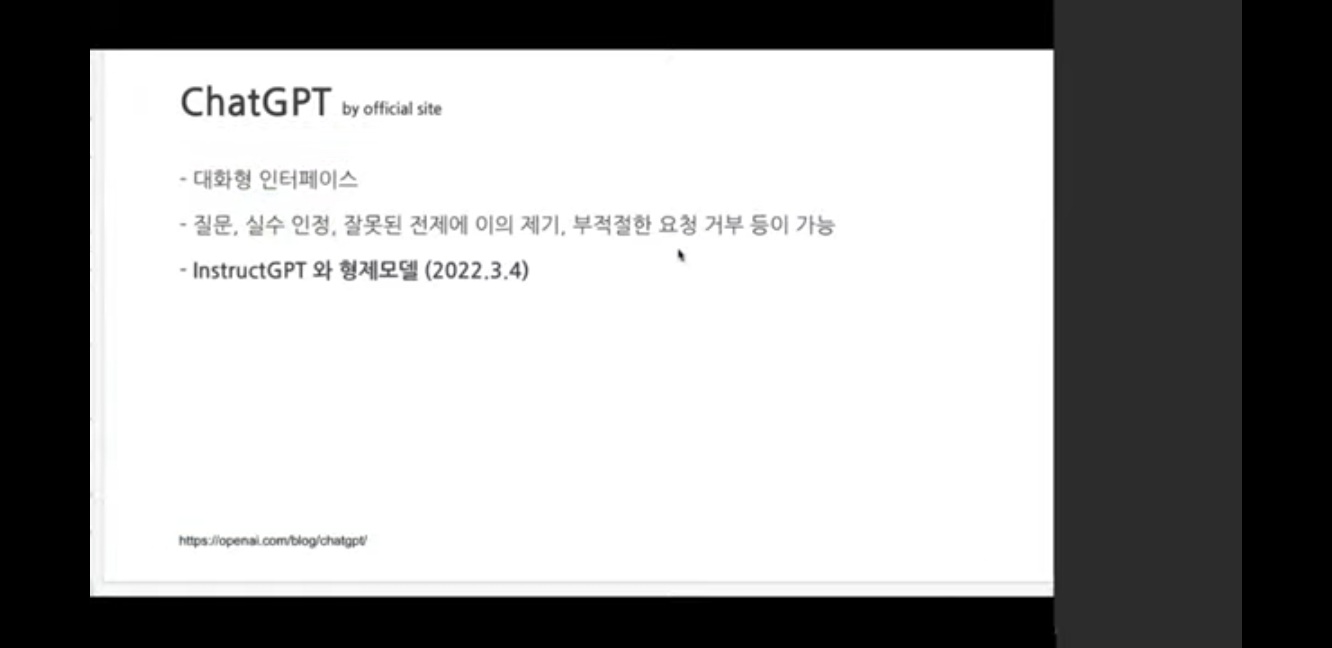 ChatGPT by official site
- 대화형 인터페이스
- 질문, 실수 인정, 잘못된 전제에 이의 제기, 부적절한 요청 거부 등이 가능
- InstructGPT 와 형제모델 (2022.3.4)
https://openai.com/blog/chatgpt/